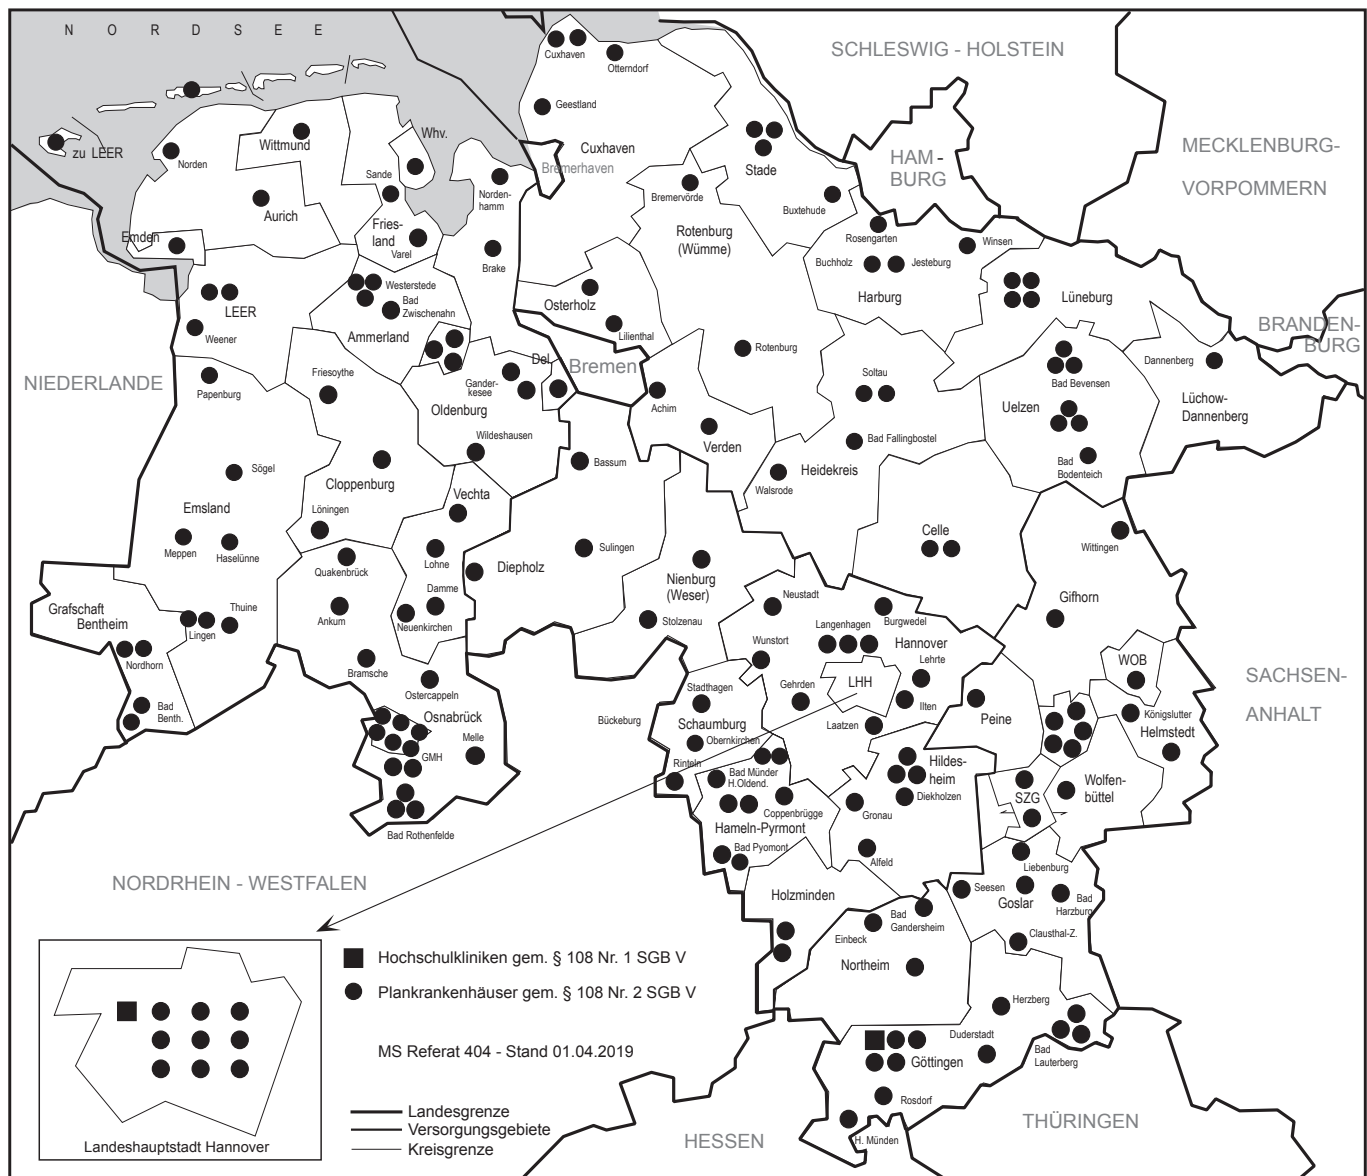 N O R D S E E
SCHLESWIG - HOLSTEIN
Cuxhaven
Otterndorf
Geestland
Cuxhaven
Bremerhaven
zu LEER
Norden
Wittmund
Whv.
Sande
Aurich
Norden-
hamm
Fries-
land
Varel
Emden
Brake
Stade
Bremervörde
Buxtehude
HAM -
BURG
MECKLENBURG-
VORPOMMERN
Rotenburg
(Wümme)
Rosengarten
Winsen
Buchholz
Jesteburg
Harburg
Lüneburg
LEER
Weener
Westerstede
Bad
Zwischenahn
Ammerland
Osterholz
Lilienthal
Rotenburg
BRANDEN-
BURG
Dannenberg
Lüchow-
Dannenberg
Bad Bevensen
Uelzen
Bad
Bodenteich
NIEDERLANDE
Papenburg
Friesoythe
Del.
Bremen
Gander-
kesee
Oldenburg
Wildeshausen
Achim
Verden
Soltau
Bad Fallingbostel
Heidekreis
Walsrode
Sögel
Emsland
Meppen
Haselünne
Cloppenburg
Löningen
Vechta
Lohne
Bassum
Sulingen
Diepholz
Celle
Wittingen
Gifhorn
Nienburg
(Weser)
Stolzenau
Quakenbrück
Ankum
Damme
Neuenkirchen
Grafschaft
Bentheim
Thuine
Lingen
Nordhorn
Bad
Benth.
Bramsche
Ostercappeln
Osnabrück
Melle
GMH
Bad Rothenfelde
Neustadt
Burgwedel
Langenhagen
Hannover
Wunstort
Lehrte
LHH
Gehrden
Ilten
Laatzen
Stadthagen
Bückeburg
Schaumburg
Obernkirchen
Rinteln
Peine
WOB
Königslutter
Helmstedt
SACHSEN-
ANHALT
Bad Münder
H.Oldend.
Coppenbrügge
Hameln-Pyrmont
Bad Pyomont
Hildes-
heim
Diekholzen
Gronau
Alfeld
SZG
Wolfen-
büttel
Liebenburg
Seesen
Goslar
Bad
Harzburg
Clausthal-Z.
Holzminden
Einbeck
Bad
Gandersheim
Northeim
Herzberg
Duderstadt
Bad
Lauterberg
Göttingen
Rosdorf
H. Münden
NORDRHEIN - WESTFALEN
HESSEN
THÜRINGEN
Hochschulkliniken gem. § 108 Nr. 1 SGB V
Plankrankenhäuser gem. § 108 Nr. 2 SGB V
MS Referat 404 - Stand 01.04.2019
Landesgrenze
Versorgungsgebiete
Kreisgrenze
Landeshauptstadt Hannover